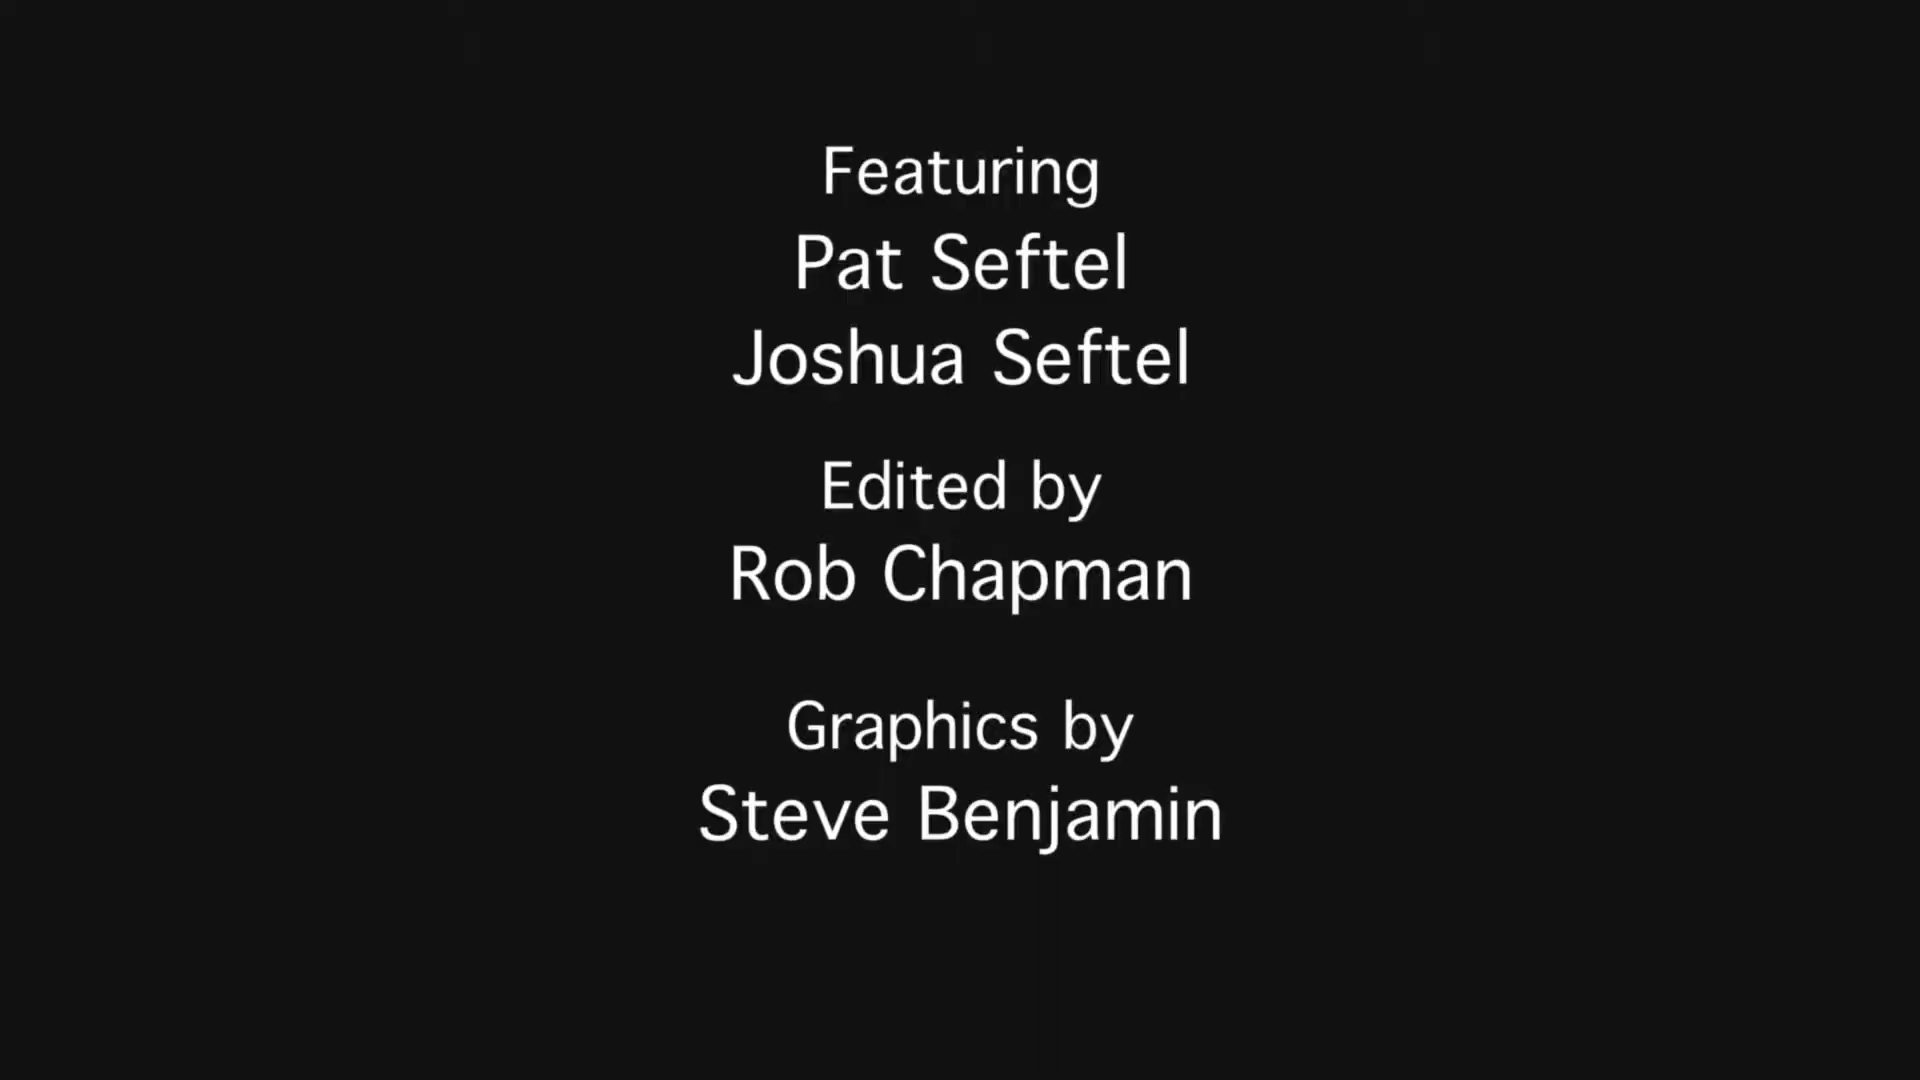 Featuring
Pat Seftel
Joshua Seftel
Edited by
Rob Chapman
Graphics by
Steve Benjamin